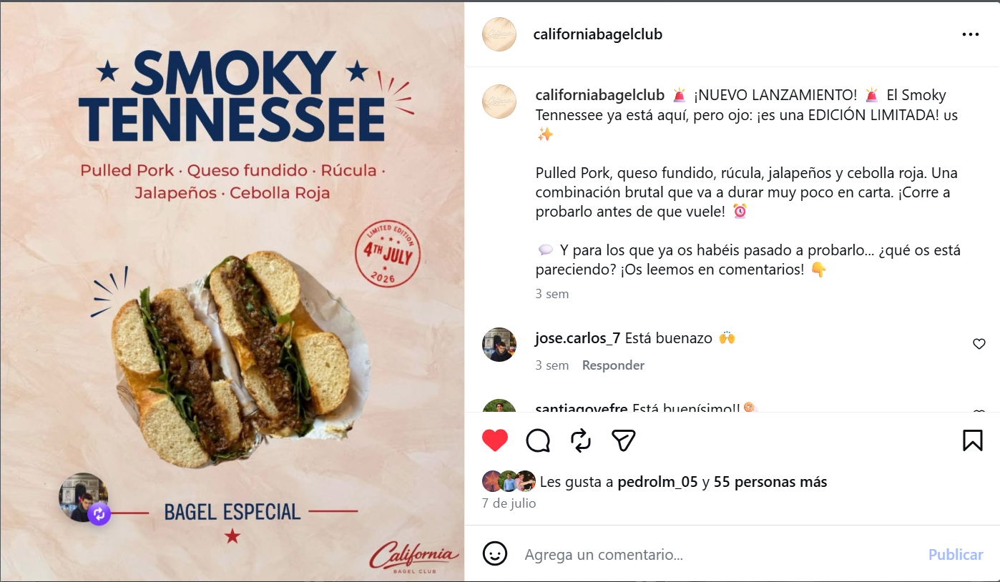 ★ SMOKY ★
TENNESSEE
Pulled Pork · Queso fundido · Rúcula ·
Jalapeños · Cebolla Roja
LIMITED EDITION
4TH JULY
2026
BAGEL ESPECIAL
California
BAGEL CLUB
californiabagelclub
californiabagelclub 🚨 ¡NUEVO LANZAMIENTO! 🚨 El Smoky
Tennessee ya está aquí, pero ojo: ¡es una EDICIÓN LIMITADA! us
✨
Pulled Pork, queso fundido, rúcula, jalapeños y cebolla roja. Una
combinación brutal que va a durar muy poco en carta. ¡Corre a
probarlo antes de que vuele! ⏰
💬 Y para los que ya os habéis pasado a probarlo... ¿qué os está
pareciendo? ¡Os leemos en comentarios! 👇
3 sem
jose.carlos_7 Está buenazo 🙌
3 sem Responder
santiagovefre Está buenísimo!!
Les gusta a pedrolm_05 y 55 personas más
7 de julio
Agrega un comentario...
Publicar